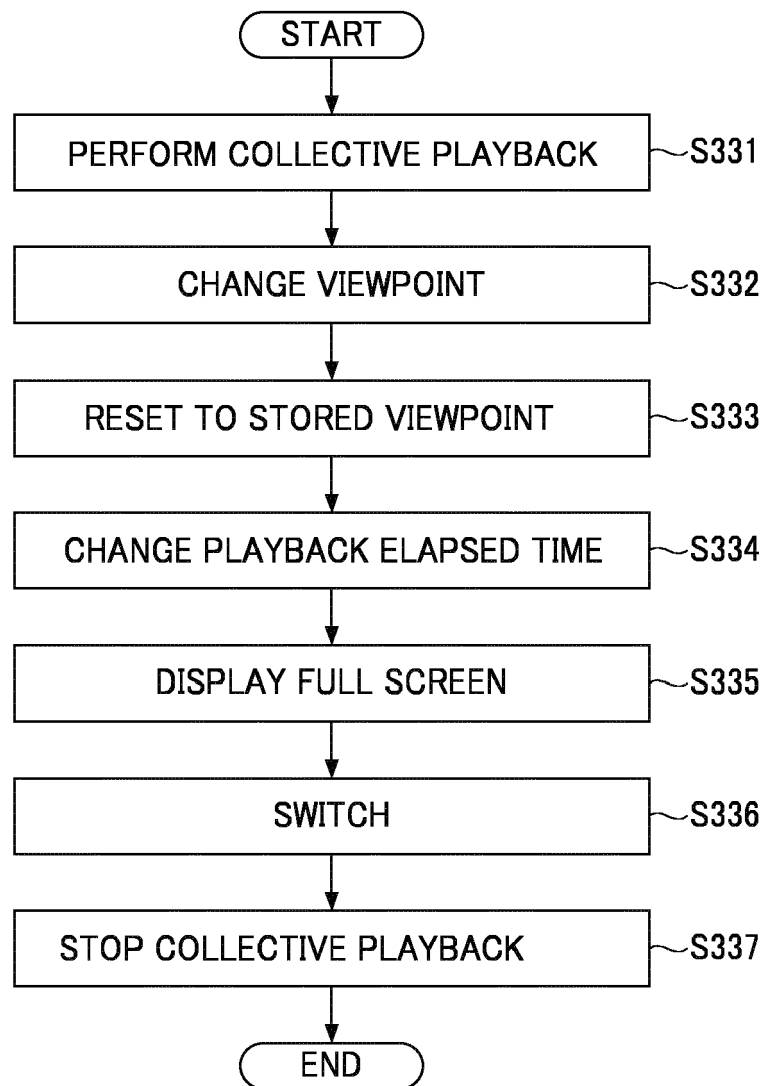 START
PERFORM COLLECTIVE PLAYBACK S331
CHANGE VIEWPOINT S332
RESET TO STORED VIEWPOINT S333
CHANGE PLAYBACK ELAPSED TIME S334
DISPLAY FULL SCREEN S335
SWITCH S336
STOP COLLECTIVE PLAYBACK S337
END